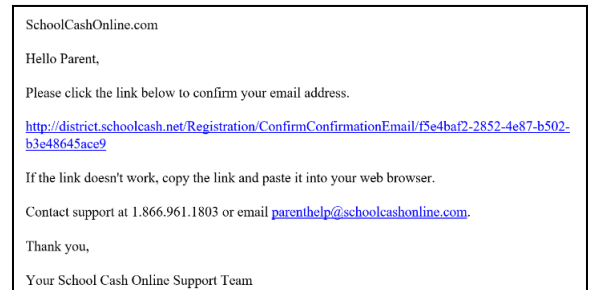 SchoolCashOnline.com
Hello Parent,
Please click the link below to confirm your email address.
http://district.schoolcash.net/Registration/ConfirmConfirmationEmail/f5e4baf2-2852-4e87-b502-
b3e48645ace9
If the link doesn't work, copy the link and paste it into your web browser.
Contact support at 1.866.961.1803 or email parenthelp@schoolcashonline.com.
Thank you,
Your School Cash Online Support Team